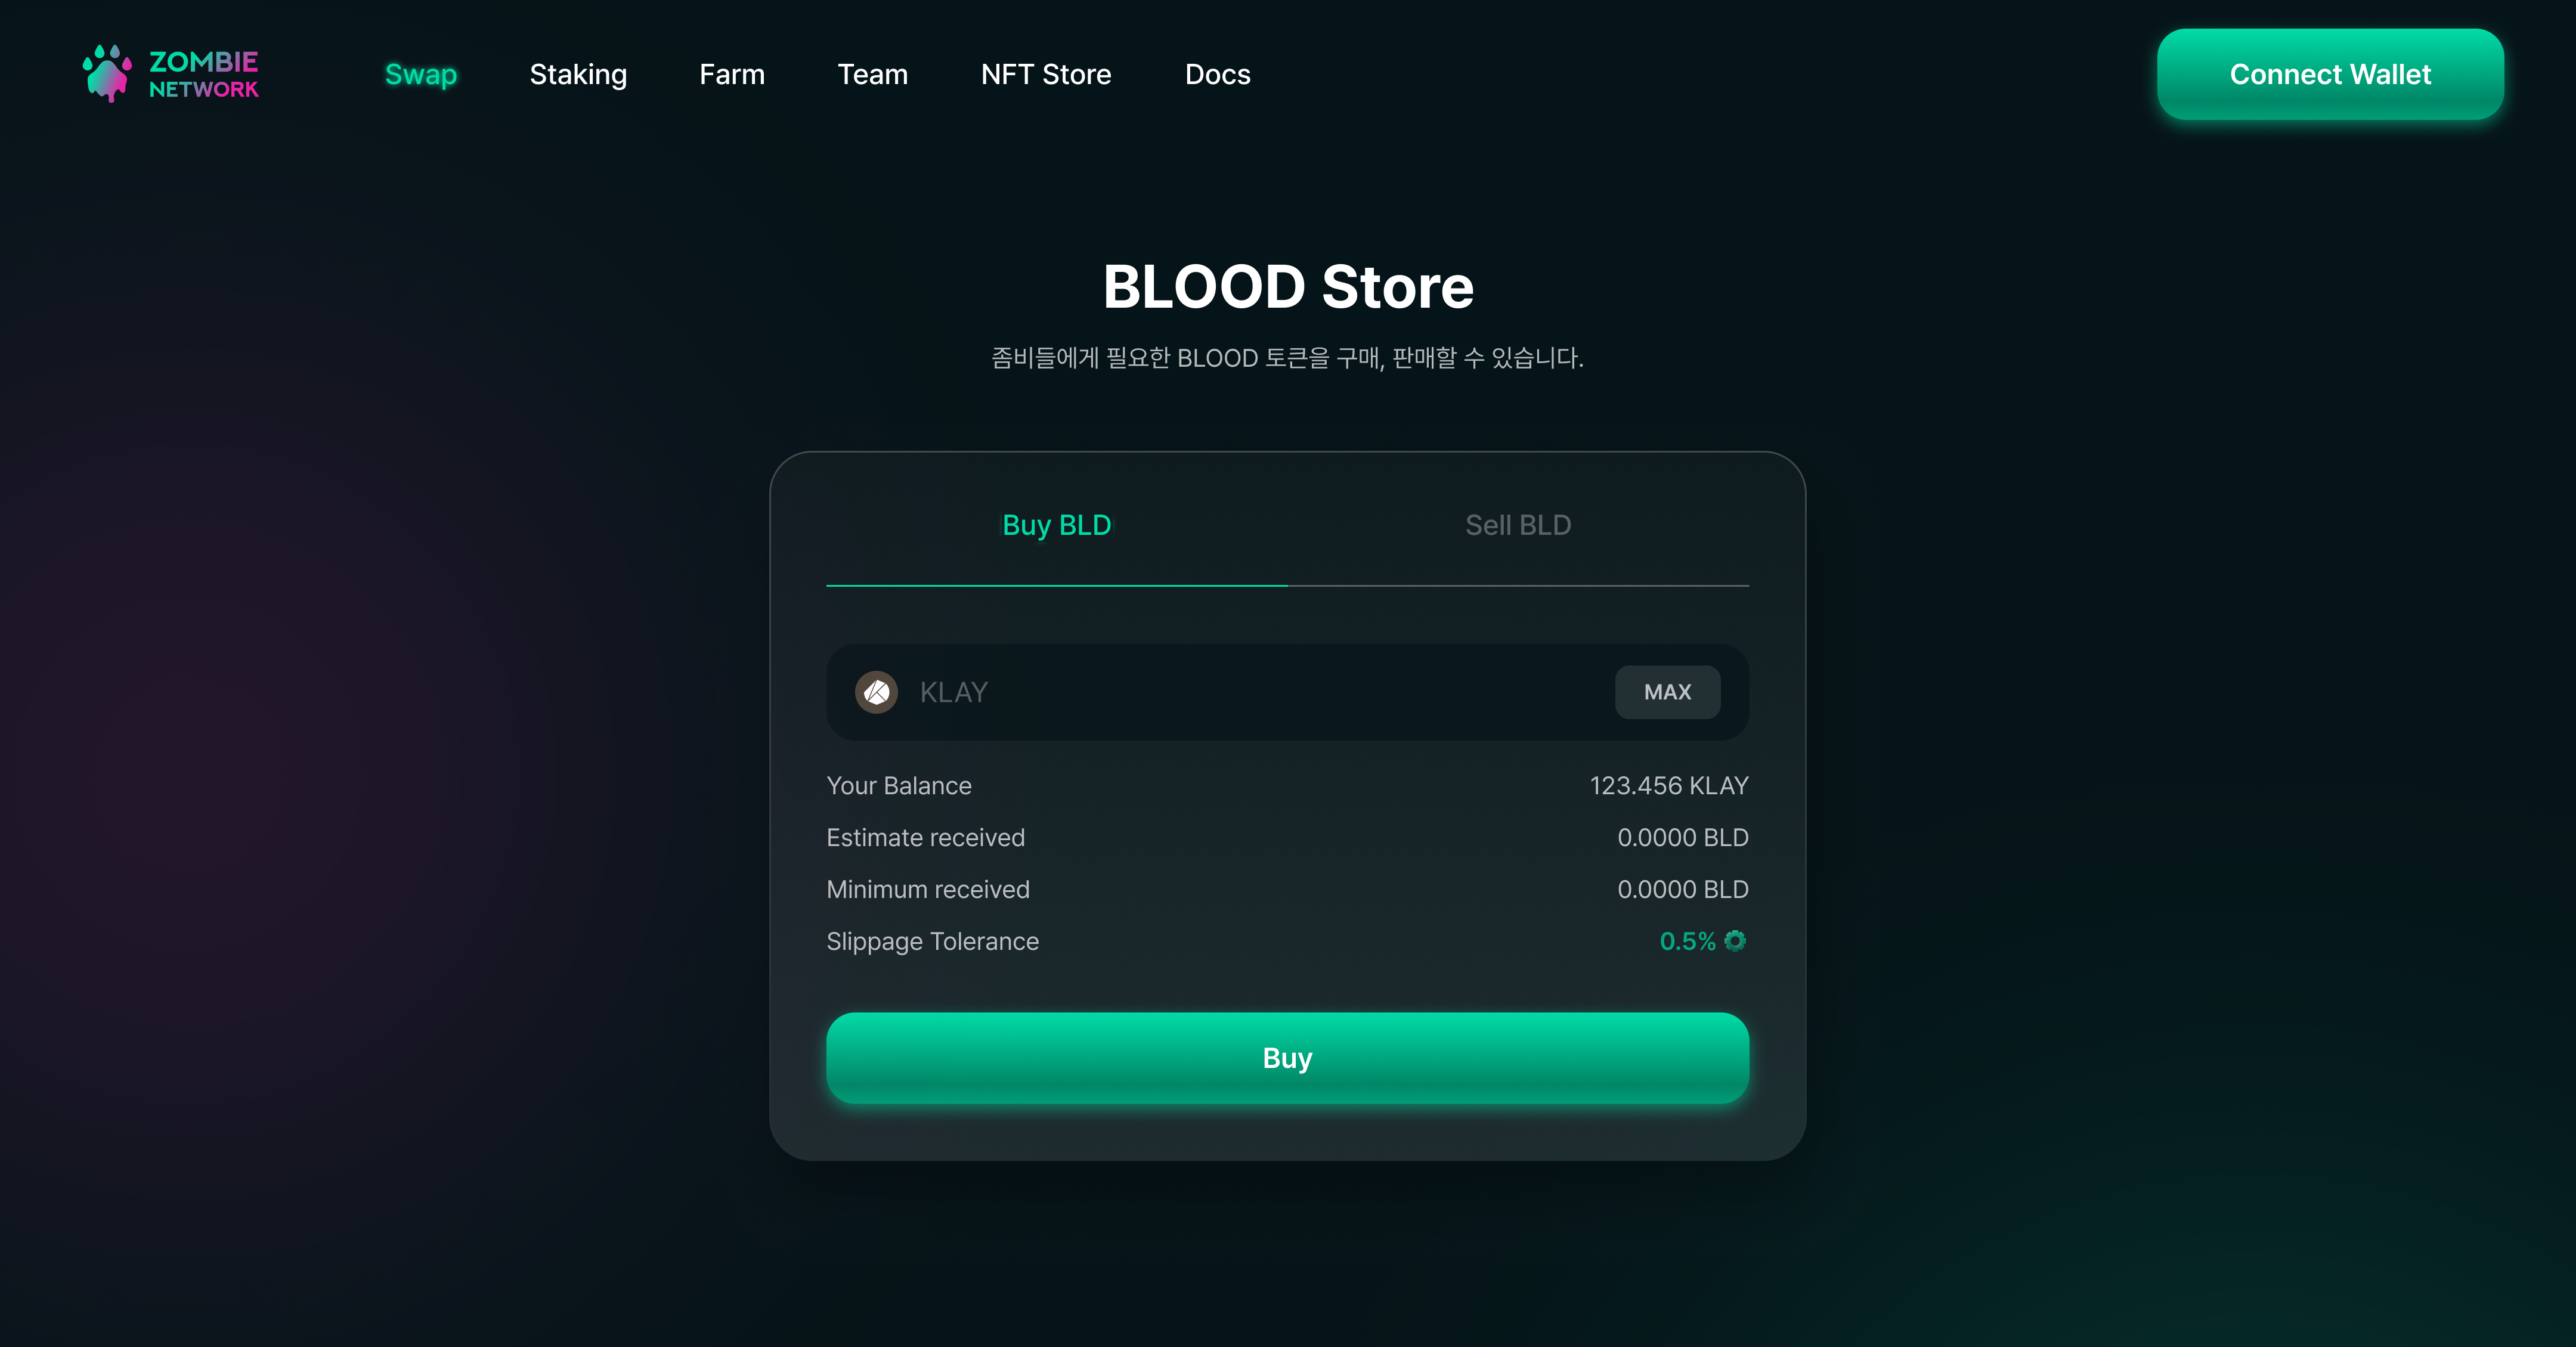 ZOMBIE
NETWORK
Swap
Staking
Farm
Team
NFT Store
Docs
Connect Wallet
BLOOD Store
좀비들에게 필요한 BLOOD 토큰을 구매, 판매할 수 있습니다.
Buy BLD
Sell BLD
KLAY
MAX
Your Balance
123.456 KLAY
Estimate received
0.0000 BLD
Minimum received
0.0000 BLD
Slippage Tolerance
0.5%
Buy